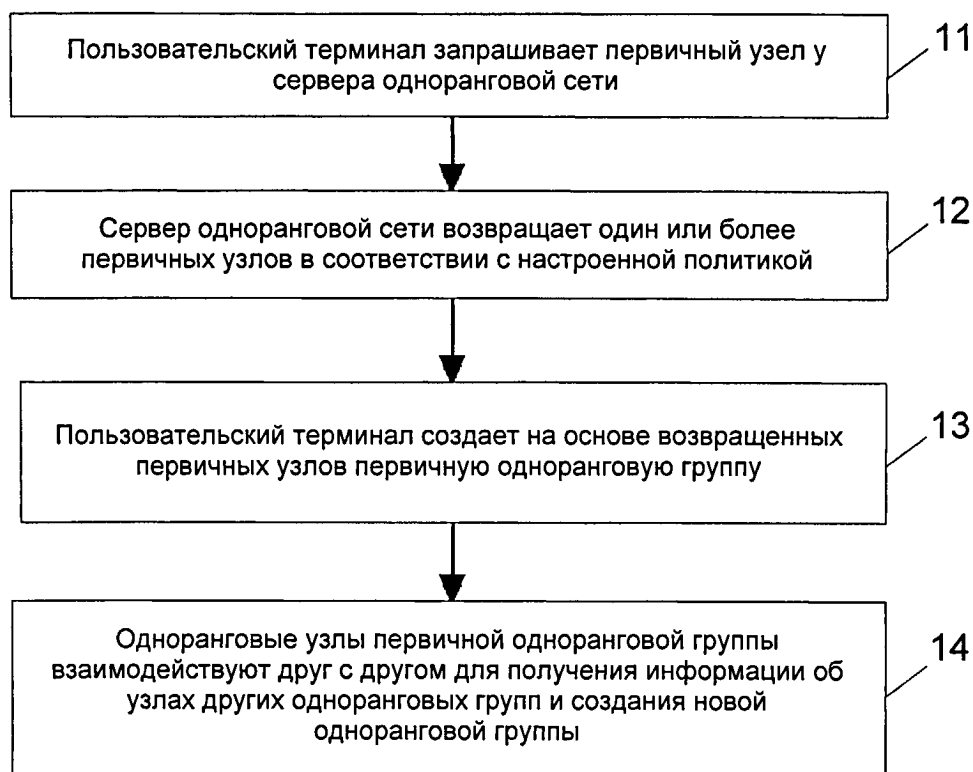 Пользовательский терминал запрашивает первичный узел у
сервера одноранговой сети
11
Сервер одноранговой сети возвращает один или более
первичных узлов в соответствии с настроенной политикой
12
Пользовательский терминал создает на основе возвращенных
первичных узлов первичную одноранговую группу
13
Одноранговые узлы первичной одноранговой группы
взаимодействуют друг с другом для получения информации об
узлах других одноранговых групп и создания новой
одноранговой группы
14